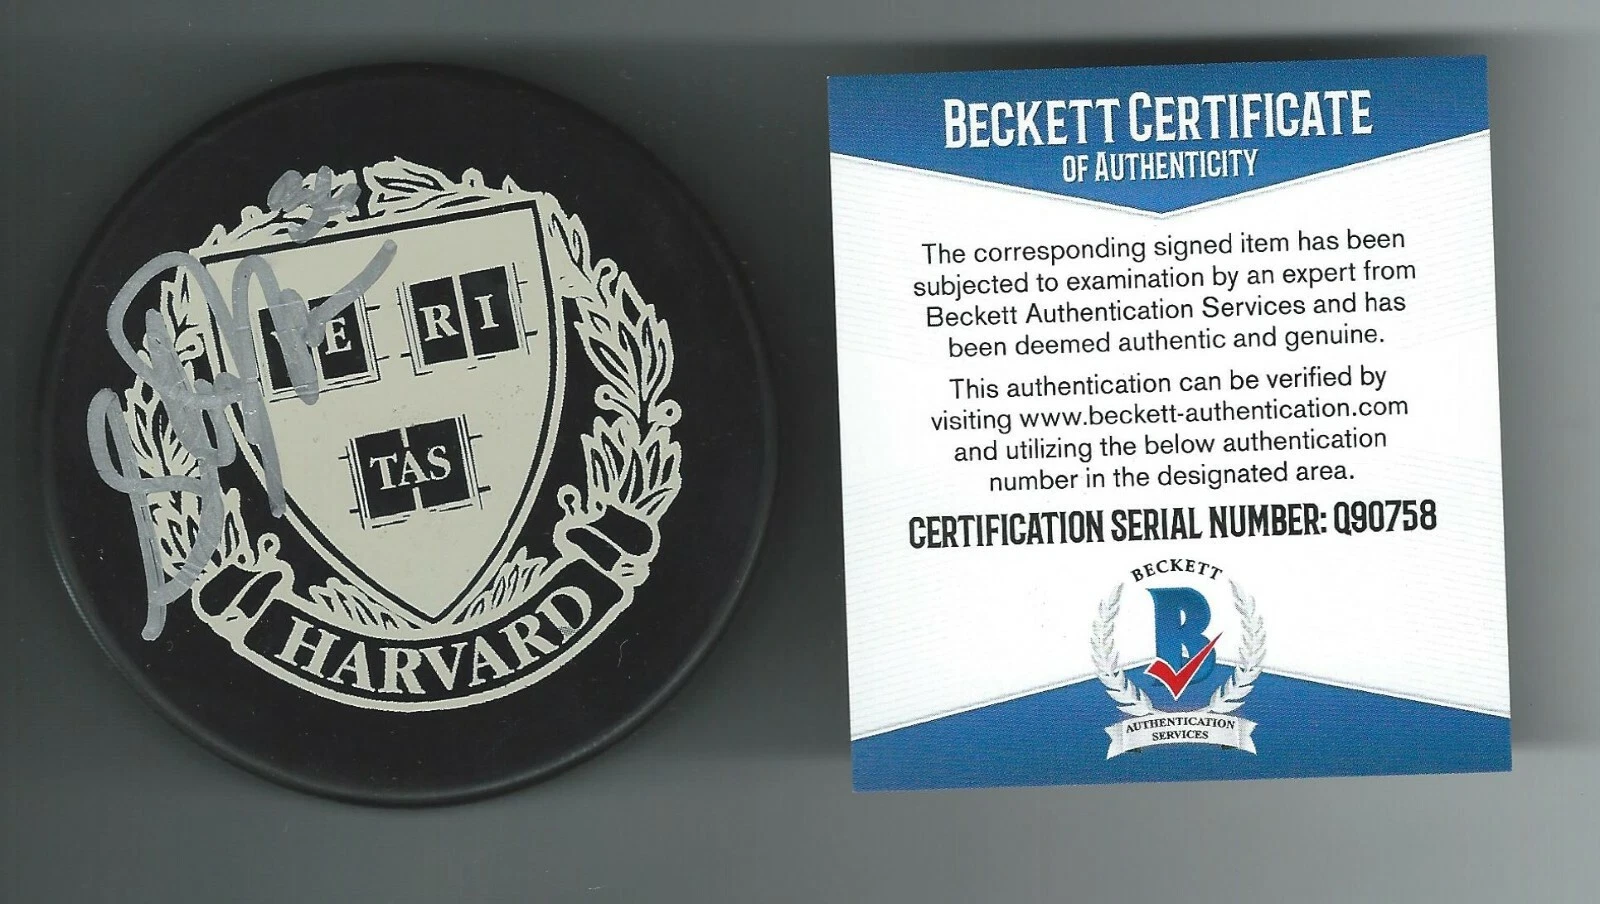 VE RI
TAS
HARVARD
BECKETT CERTIFICATE
OF AUTHENTICITY
The corresponding signed item has been
subjected to examination by an expert from
Beckett Authentication Services and has
been deemed authentic and genuine.
This authentication can be verified by
visiting www.beckett-authentication.com
and utilizing the below authentication
number in the designated area.
CERTIFICATION SERIAL NUMBER: Q90758
BECKETT
B
AUTHENTICATION
SERVICES